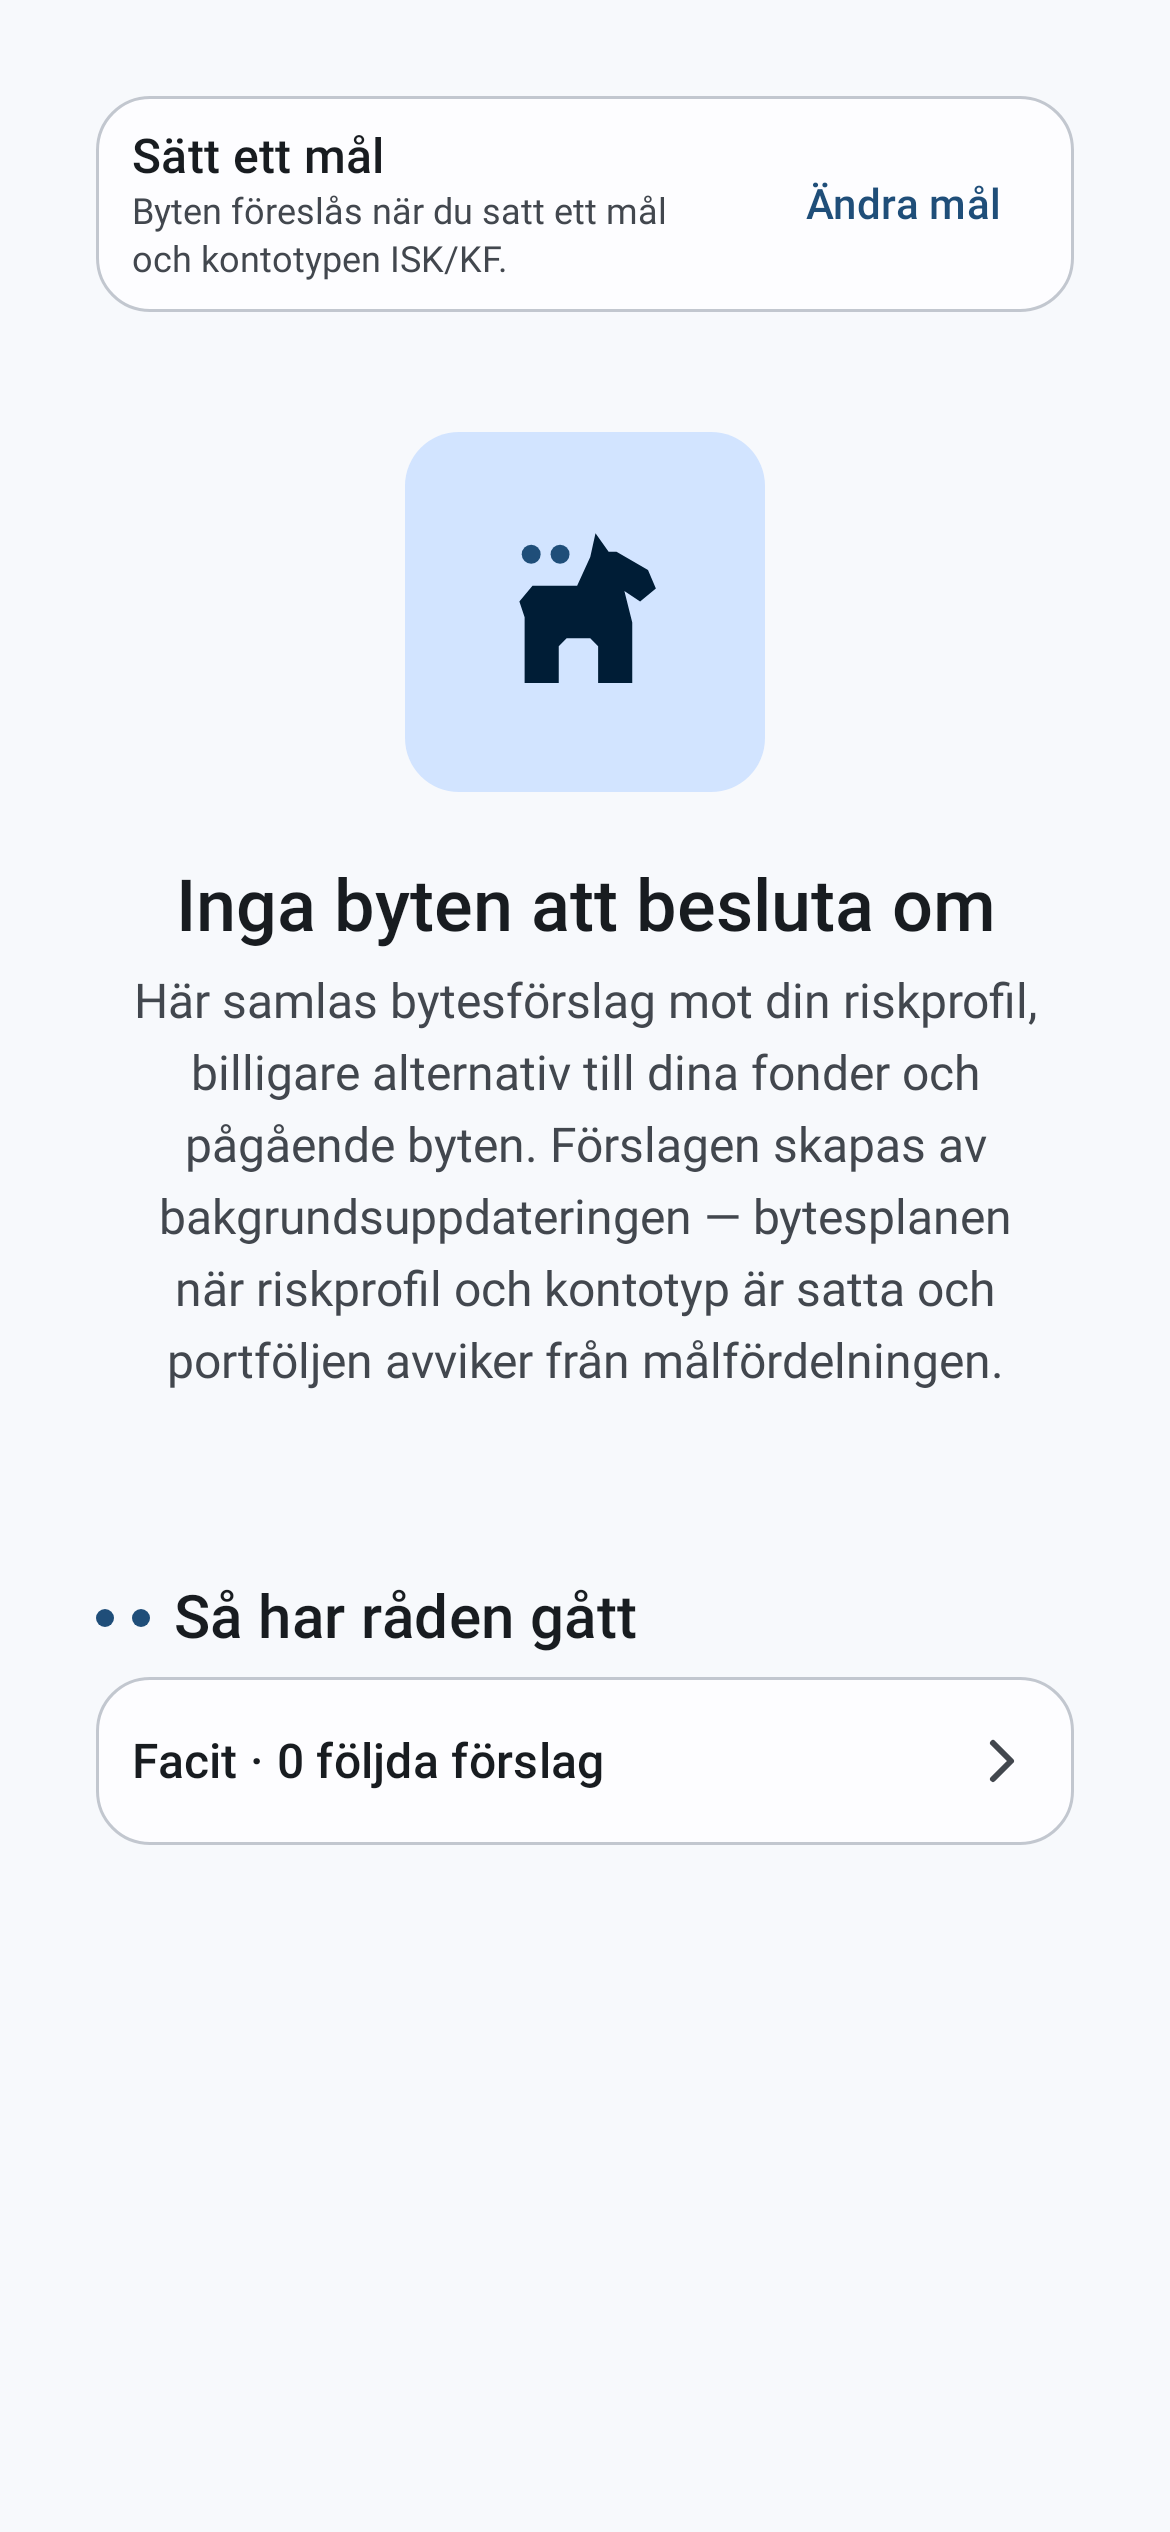 Sätt ett mål
Byten föreslås när du satt ett mål
och kontotypen ISK/KF.
Ändra mål
Inga byten att besluta om
Här samlas bytesförslag mot din riskprofil,
billigare alternativ till dina fonder och
pågående byten. Förslagen skapas av
bakgrundsuppdateringen — bytesplanen
när riskprofil och kontotyp är satta och
portföljen avviker från målfördelningen.
Så har råden gått
Facit · 0 följda förslag